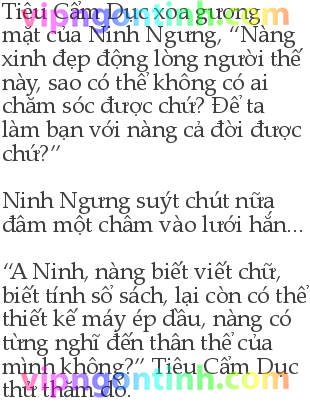 Tiêu Cẩm Dục xoa gương
mặt của Ninh Ngưng, “Nàng
xinh đẹp động lòng người thế
này, sao có thể không có ai
chăm sóc được chứ? Để ta
làm bạn với nàng cả đời được
chứ?”
Ninh Ngưng suýt chút nữa
đâm một châm vào lưới hắn...
“A Ninh, nàng biết viết chữ,
biết tính sổ sách, lại còn có thể
thiết kế máy ép dầu, nàng có
từng nghĩ đến thân thế của
mình không?” Tiêu Cẩm Dục
thử thăm dò.
vipngontinh.com
vipngontinh.com